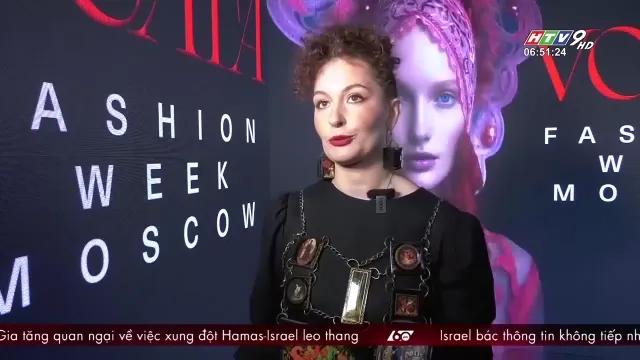 HTV9 HD
06:51:24
FASHION
WEEK
MOSCOW
FAS
W
MO
Gia tăng quan ngại về việc xung đột Hamas-Israel leo thang
60
Israel bác thông tin không tiếp nh